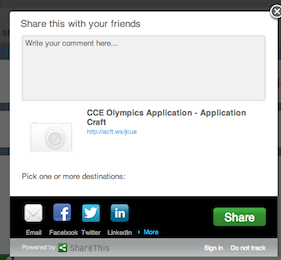 Share this with your friends
Write your comment here...
CCE Olympics Application - Application
Craft
http://acft.ws/jcua
Pick one or more destinations:
Email Facebook Twitter LinkedIn › More
Share
Powered by ShareThis
Sign in Do not track